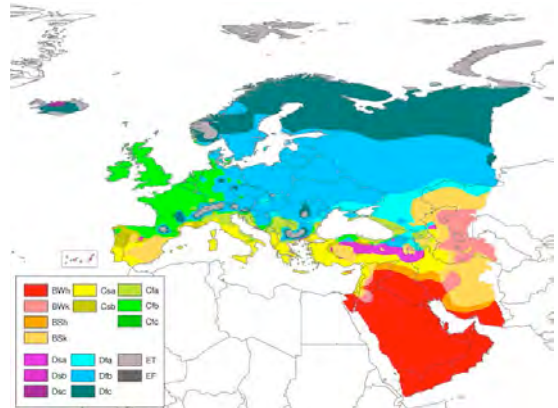 BWh Csa Cfa
BWk Csb Cfb
BSh Cfc
BSk
Dsa Dfa ET
Dsb Dfb EF
Dsc Dfc